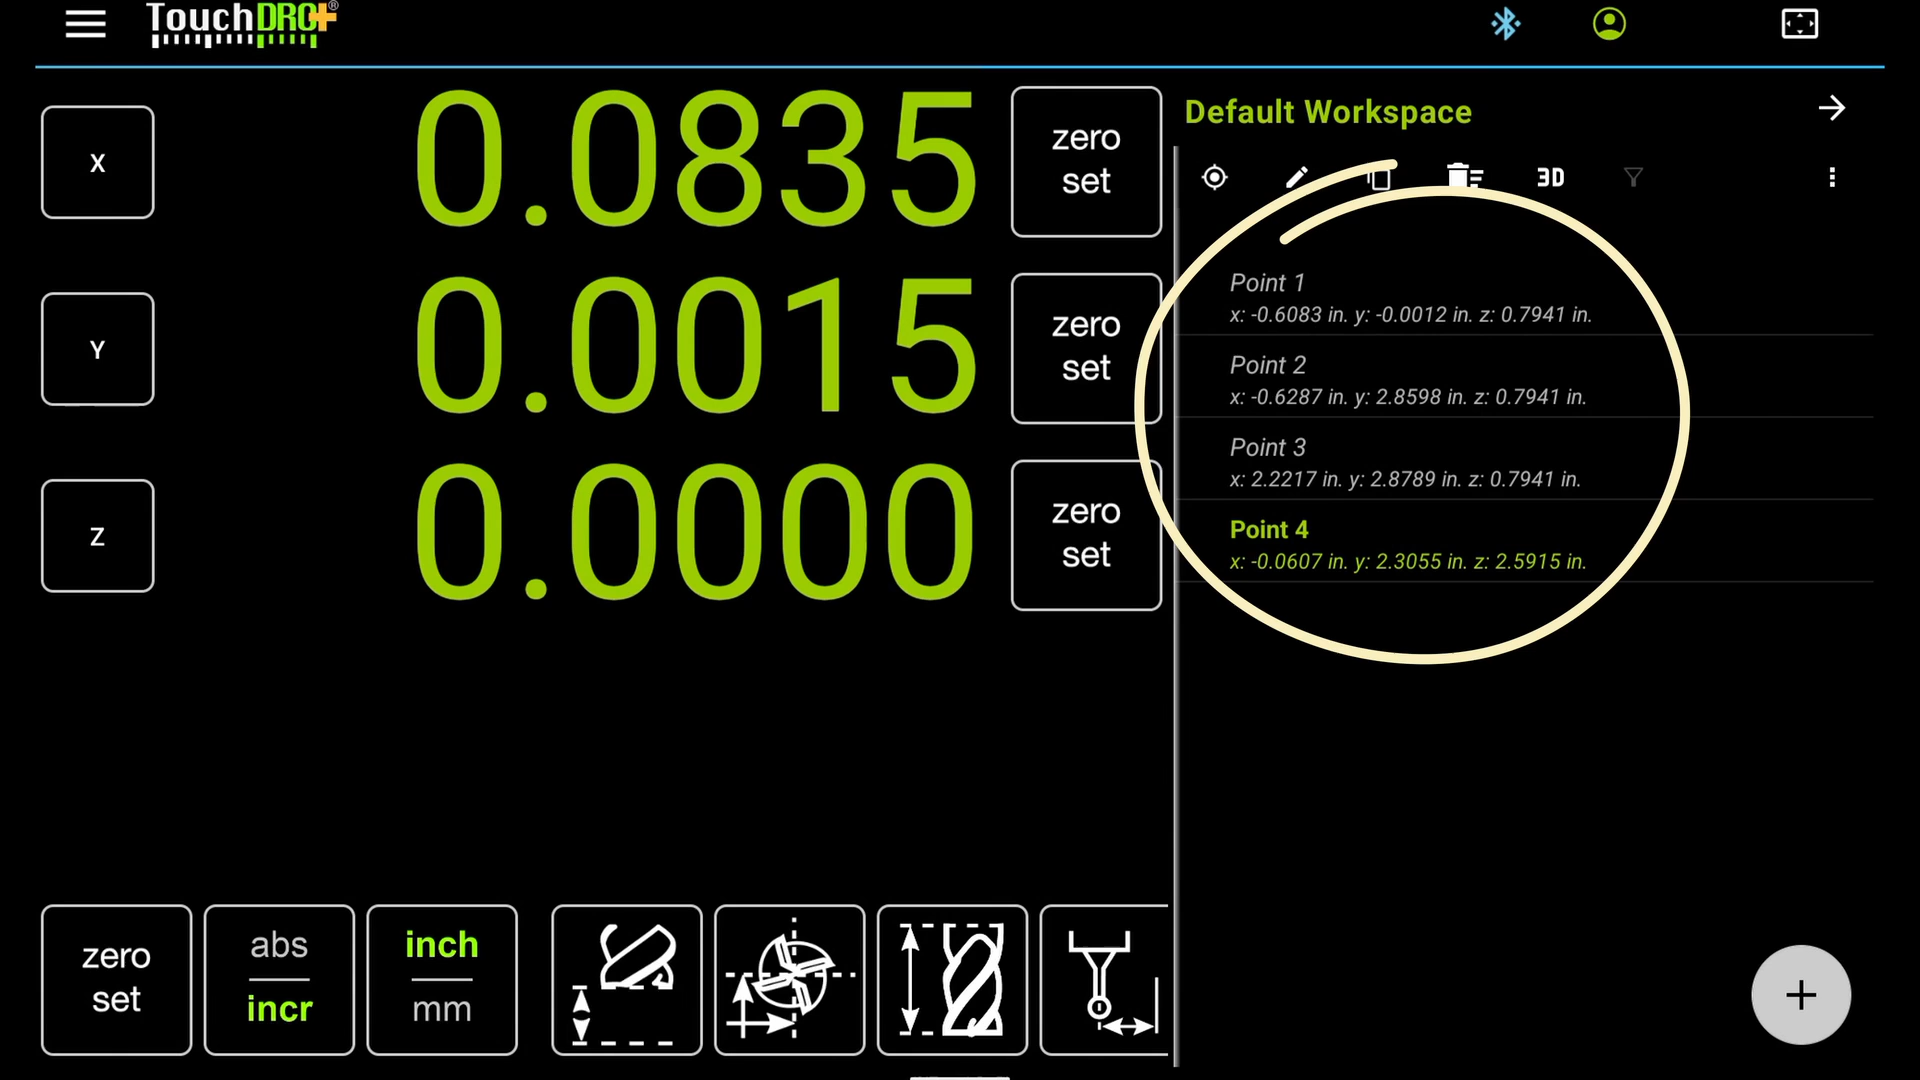 TouchDRO+®
X
0.0835
zero
set
Y
0.0015
zero
set
Z
0.0000
zero
set
zero
set
abs
incr
inch
mm
Default Workspace
3D
Point 1
x: -0.6083 in. y: -0.0012 in. z: 0.7941 in.
Point 2
x: -0.6287 in. y: 2.8598 in. z: 0.7941 in.
Point 3
x: 2.2217 in. y: 2.8789 in. z: 0.7941 in.
Point 4
x: -0.0607 in. y: 2.3055 in. z: 2.5915 in.